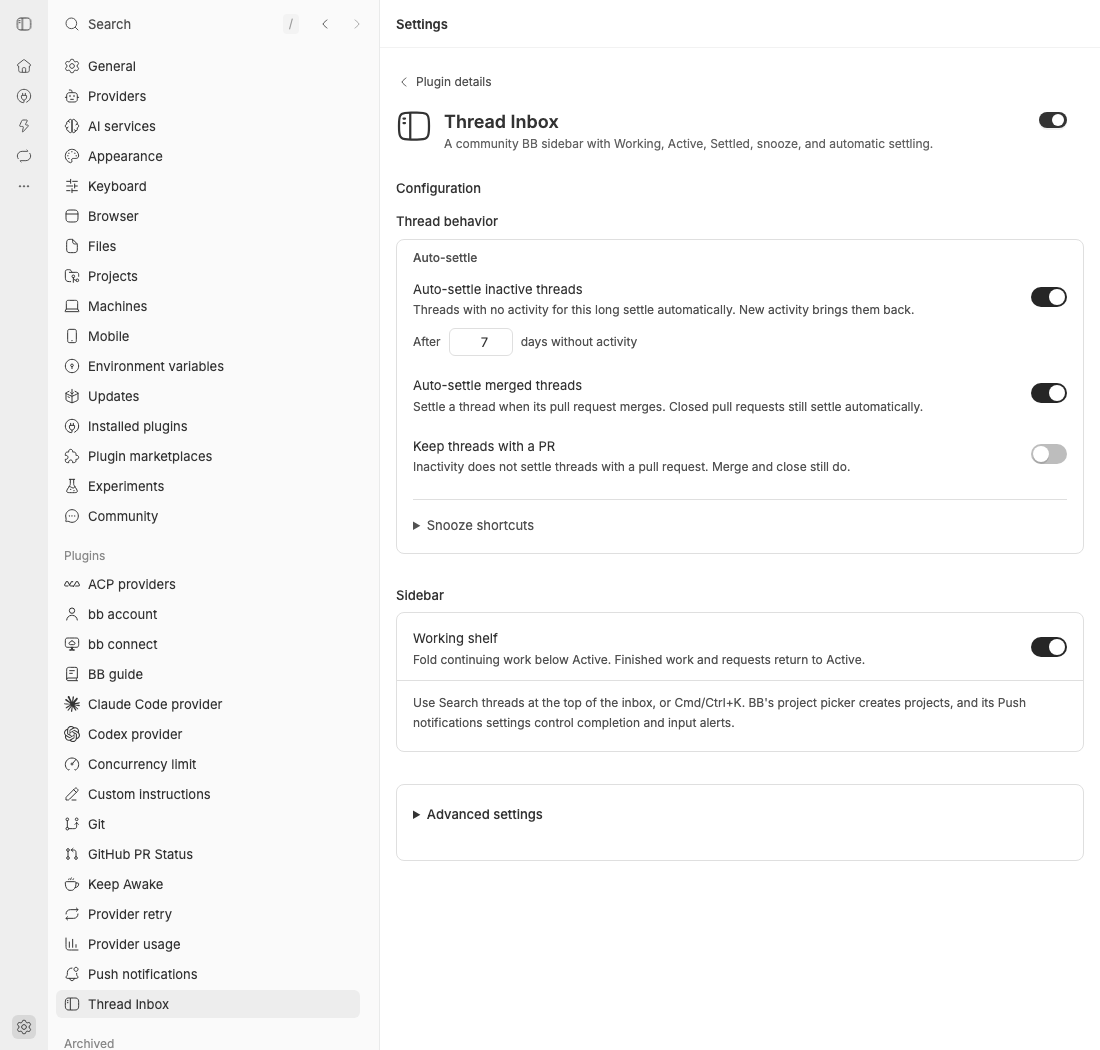 Search
/
General
Providers
AI services
Appearance
Keyboard
Browser
Files
Projects
Machines
Mobile
Environment variables
Updates
Installed plugins
Plugin marketplaces
Experiments
Community
Plugins
ACP providers
bb account
bb connect
BB guide
Claude Code provider
Codex provider
Concurrency limit
Custom instructions
Git
GitHub PR Status
Keep Awake
Provider retry
Provider usage
Push notifications
Thread Inbox
Archived
Settings
Plugin details
Thread Inbox
A community BB sidebar with Working, Active, Settled, snooze, and automatic settling.
Configuration
Thread behavior
Auto-settle
Auto-settle inactive threads
Threads with no activity for this long settle automatically. New activity brings them back.
After 7 days without activity
Auto-settle merged threads
Settle a thread when its pull request merges. Closed pull requests still settle automatically.
Keep threads with a PR
Inactivity does not settle threads with a pull request. Merge and close still do.
Snooze shortcuts
Sidebar
Working shelf
Fold continuing work below Active. Finished work and requests return to Active.
Use Search threads at the top of the inbox, or Cmd/Ctrl+K. BB's project picker creates projects, and its Push
notifications settings control completion and input alerts.
Advanced settings